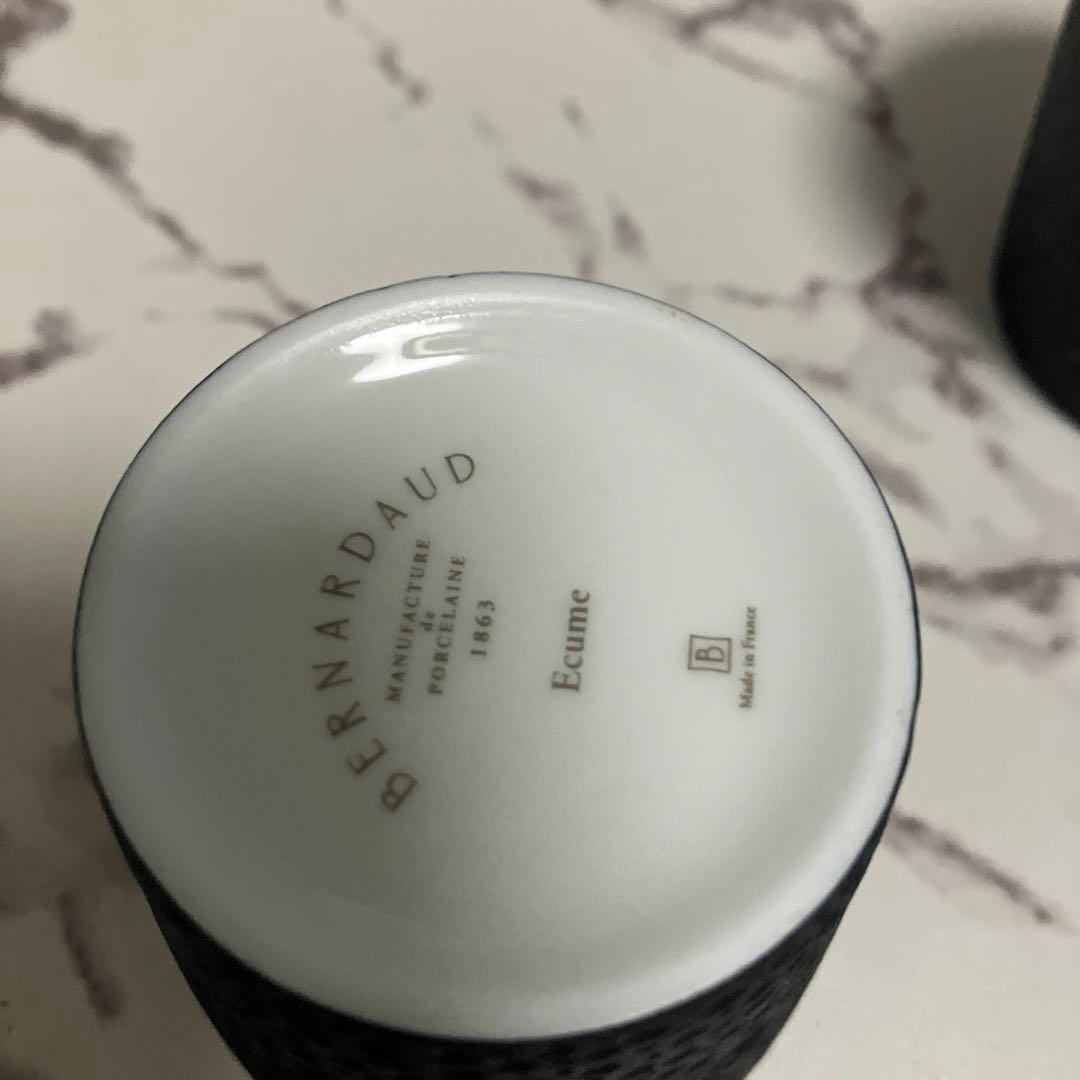 BERNARDAUD
MANUFACTURE
de
PORCELAINE
1863
Ecume
B
Made in France